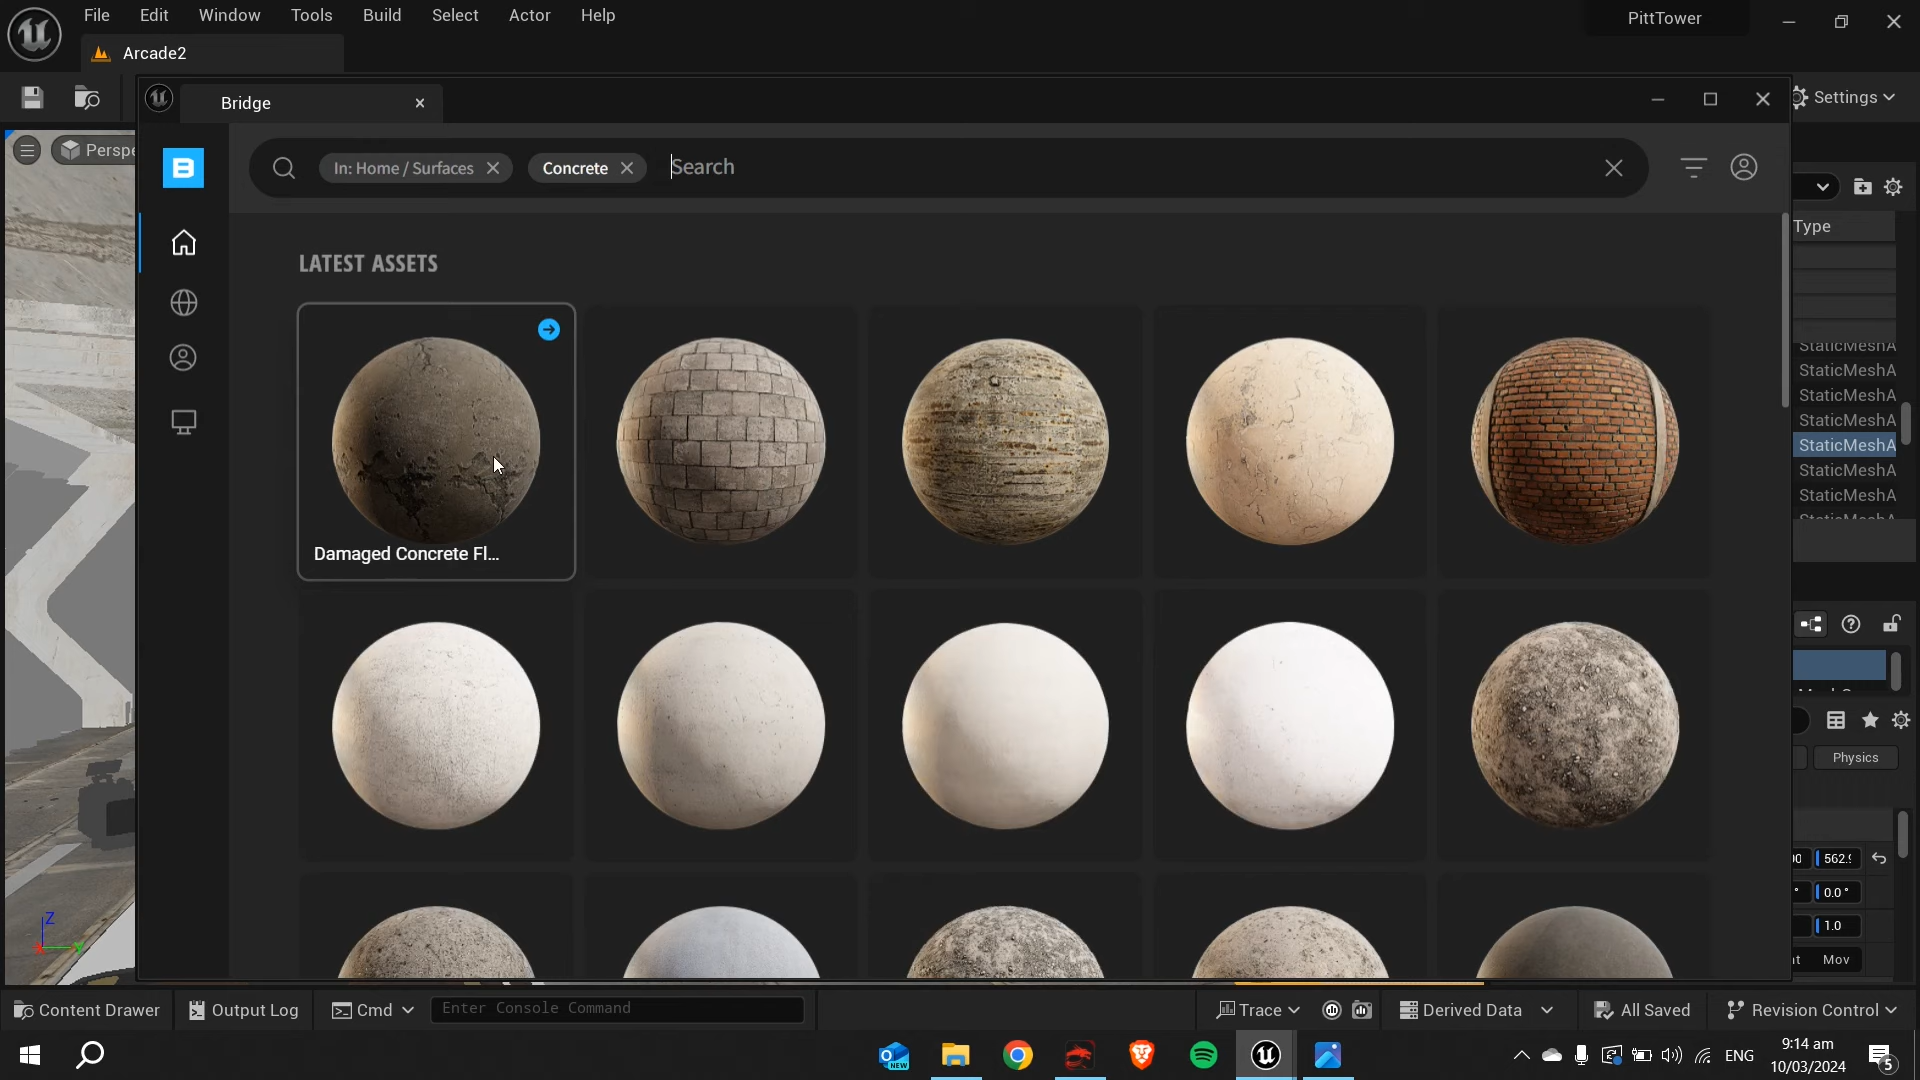 File Edit Window Tools Build Select Actor Help
PittTower
Arcade2
Bridge
Settings
Perspe
In: Home / Surfaces
Concrete
Search
Type
LATEST ASSETS
StaticMeshA
StaticMeshA
StaticMeshA
StaticMeshA
StaticMeshA
StaticMeshA
StaticMeshA
Damaged Concrete Fl...
Physics
562.9
0.0 °
1.0
Mov
Z
Content Drawer
Output Log
Cmd
Enter Console Command
Trace
Derived Data
All Saved
Revision Control
NEW
ENG
9:14 am
10/03/2024
5